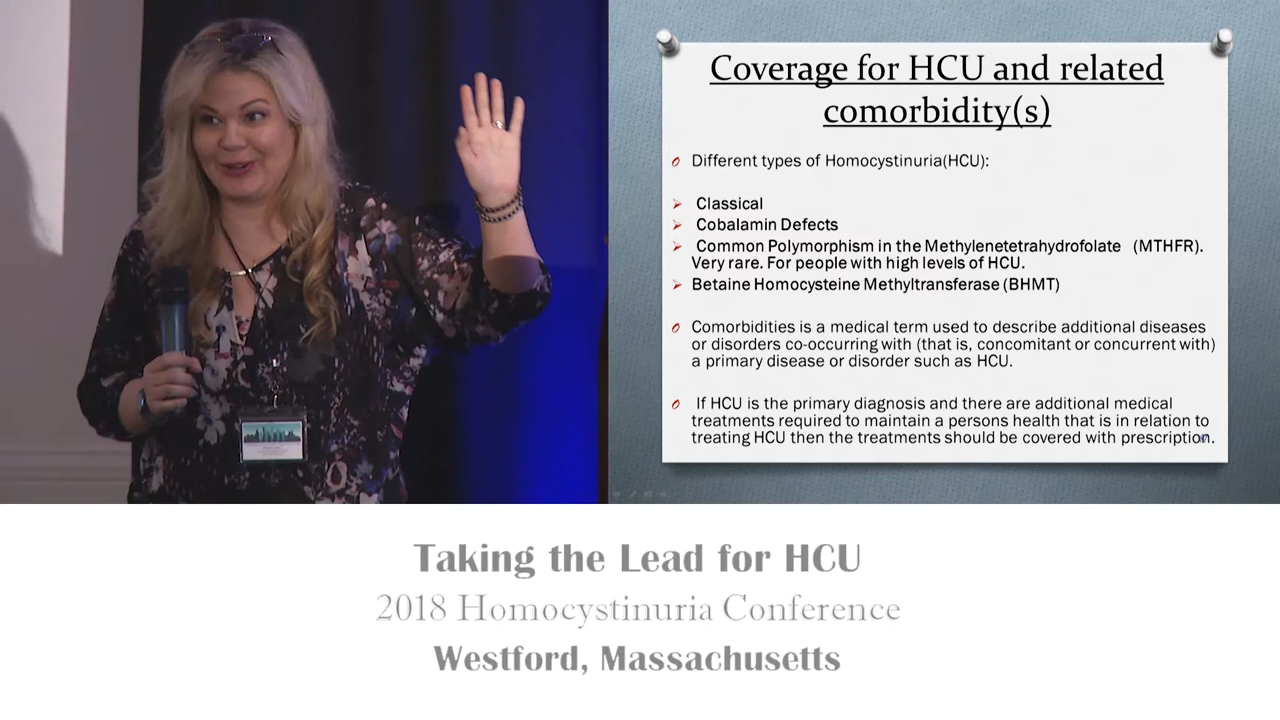 Coverage for HCU and related
comorbidity(s)
Different types of Homocystinuria(HCU):
Classical
Cobalamin Defects
Common Polymorphism in the Methylenetetrahydrofolate (MTHFR).
Very rare. For people with high levels of HCU.
Betaine Homocysteine Methyltransferase (BHMT)
Comorbidities is a medical term used to describe additional diseases
or disorders co-occurring with (that is, concomitant or concurrent with)
a primary disease or disorder such as HCU.
If HCU is the primary diagnosis and there are additional medical
treatments required to maintain a persons health that is in relation to
treating HCU then the treatments should be covered with prescription.
Taking the Lead for HCU
2018 Homocystinuria Conference
Westford, Massachusetts